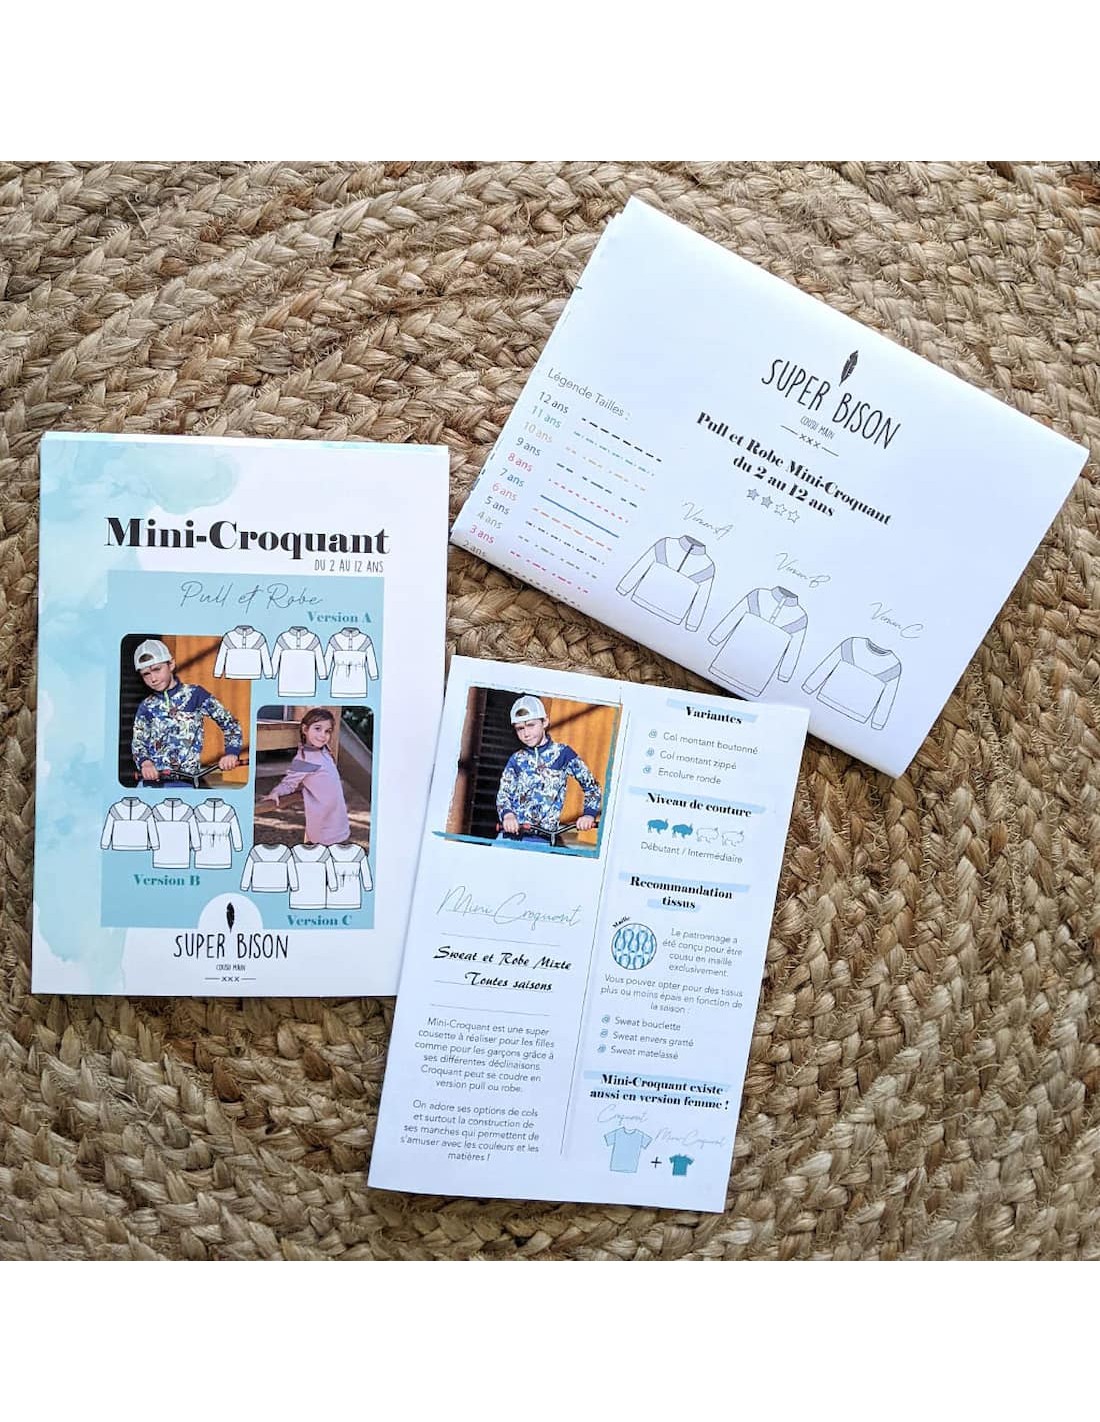 Mini-Croquant
DU 2 AU 12 ANS
Pull et Robe
Version A
Version B
Version C
SUPER BISON
COUSU MAIN
XXX
Légende Tailles :
12 ans
11 ans
10 ans
9 ans
8 ans
7 ans
6 ans
5 ans
4 ans
3 ans
2 ans
SUPER BISON
COUSU MAIN
XXX
Pull et Robe Mini-Croquant
du 2 au 12 ans
Version A
Version B
Version C
Mini Croquant
Sweat et Robe Mixte
Toutes saisons
Mini-Croquant est une super
cousette à réaliser pour les filles
comme pour les garçons grâce à
ses différentes déclinaisons.
Croquant peut se coudre en
version pull ou robe.
On adore ses options de cols
et surtout la construction de
ses manches qui permettent de
s'amuser avec les couleurs et les
matières !
Variantes
Col montant boutonné
Col montant zippé
Encolure ronde
Niveau de couture
Débutant / Intermédiaire
Recommandation
tissus
Maille
Le patronnage a
été conçu pour être
cousu en maille
exclusivement.
Vous pouvez opter pour des tissus
plus ou moins épais en fonction de
la saison :
Sweat bouclette
Sweat envers gratté
Sweat matelassé
Mini-Croquant existe
aussi en version femme !
Croquant
Mini-Croquant
+